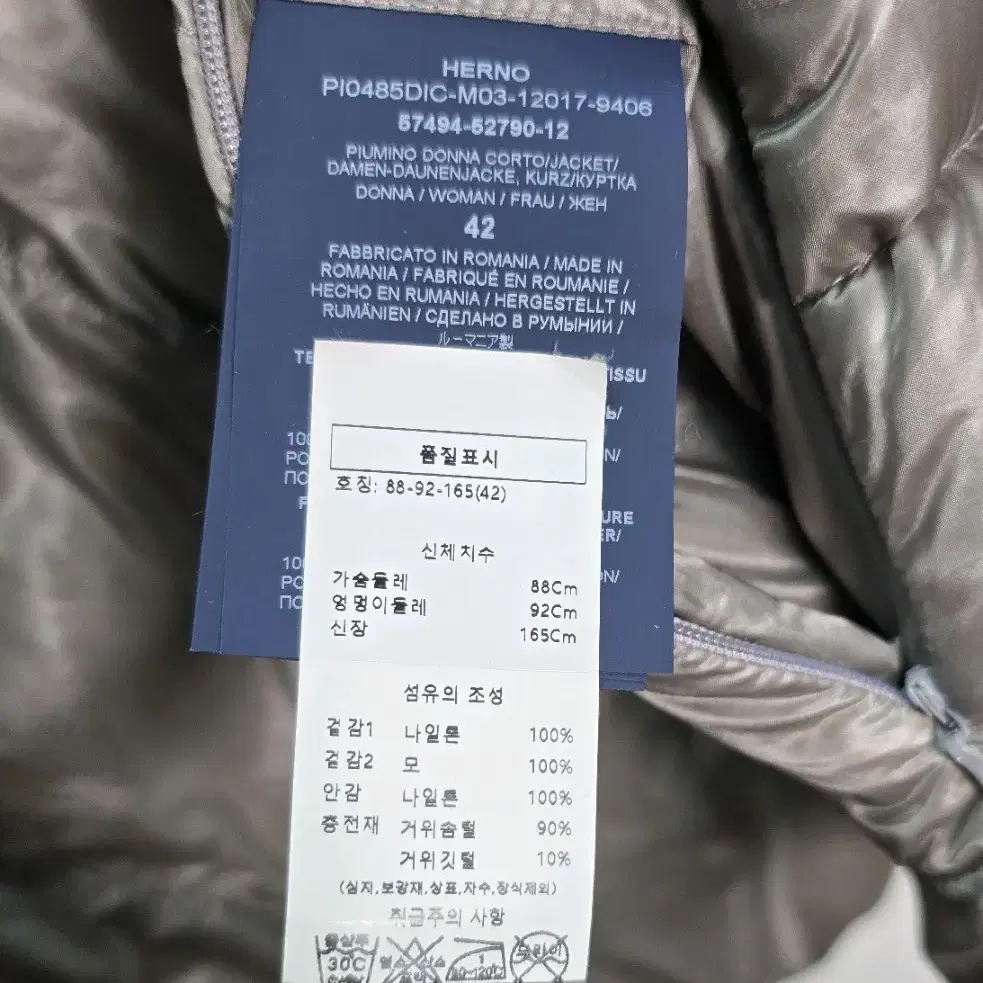 HERNO
PI0485DIC-M03-12017-9406
57494-52790-12
PIUMINO DONNA CORTO/JACKET/
DAMEN-DAUNENJACKE, KURZ/КУРТКА
DONNA / WOMAN / FRAU / ЖЕН
42
FABBRICATO IN ROMANIA / MADE IN
ROMANIA / FABRIQUÉ EN ROUMANIE /
HECHO EN RUMANIA / HERGESTELLT IN
RUMÄNIEN / СДЕЛАНО В РУМЫНИИ /
ルーマニア製
품질표시
호칭: 88-92-165(42)
신체치수
가슴둘레 88Cm
엉덩이둘레 92Cm
신장 165Cm
섬유의 조성
겉감1 나일론 100%
겉감2 모 100%
안감 나일론 100%
충전재 거위솜털 90%
거위깃털 10%
(심지,보강재,상표,자수,장식제외)
취급주의 사항
30℃
드라이